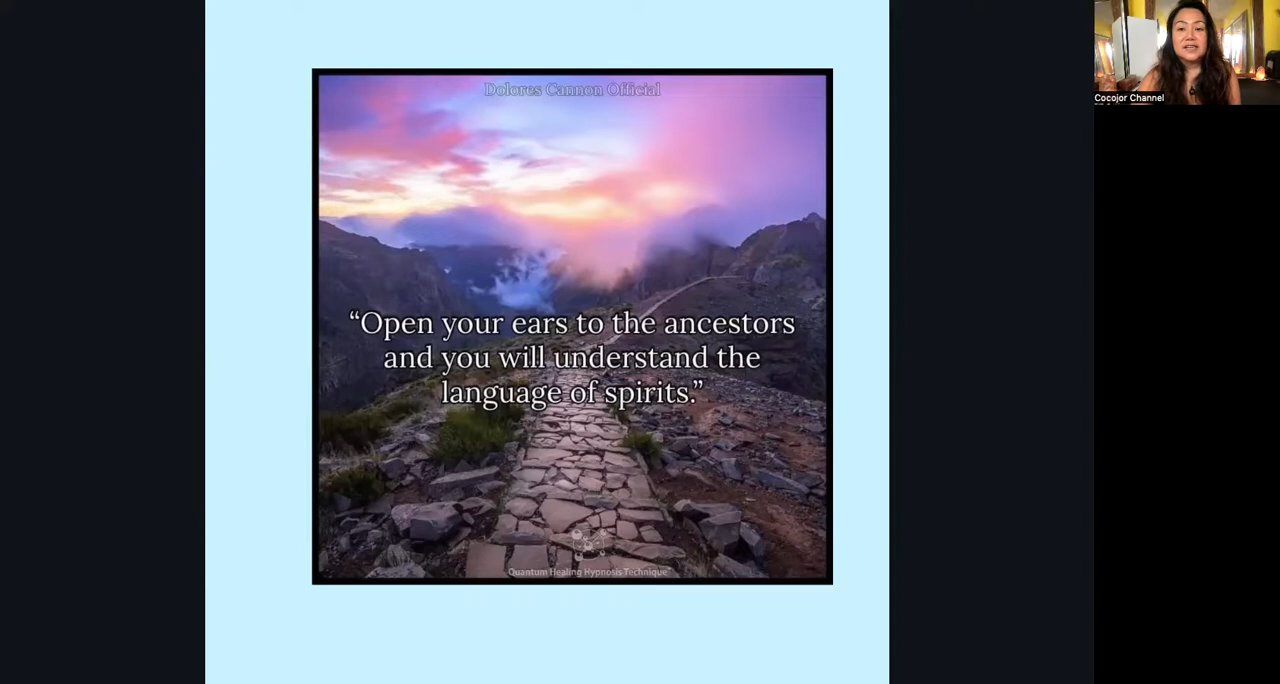 Dolores Cannon Official
“Open your ears to the ancestors
and you will understand the
language of spirits.”
Quantum Healing Hypnosis Technique
Cocojor Channel